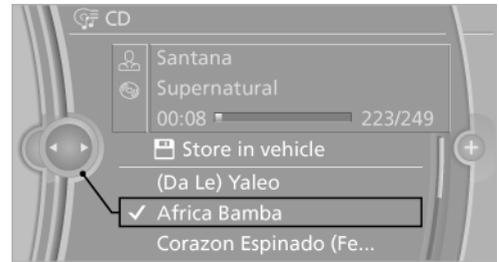 CD
Santana
Supernatural
00:08 223/249
Store in vehicle
(Da Le) Yaleo
Africa Bamba
Corazon Espinado (Fe...